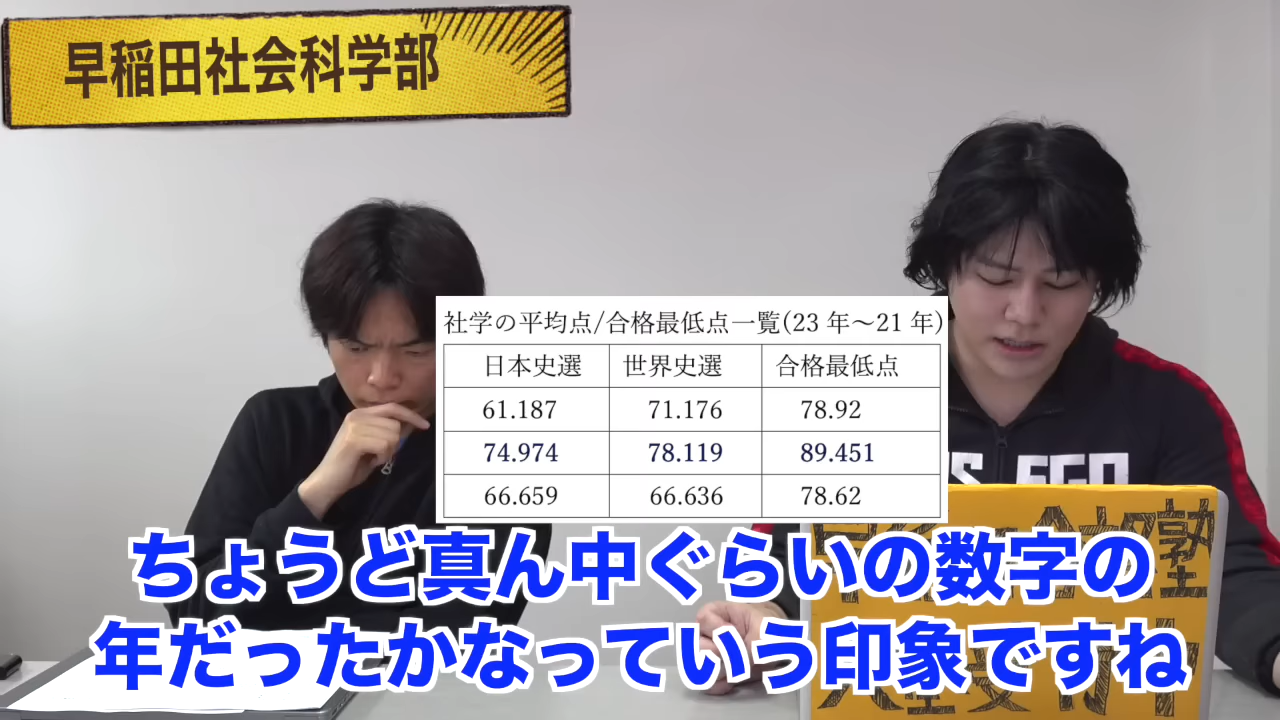 早稲田社会科学部
社学の平均点/合格最低点一覧(23年〜21年)
日本史選 世界史選 合格最低点
61.187 71.176 78.92
74.974 78.119 89.451
66.659 66.636 78.62
EGO
塾
ちょうど真ん中ぐらいの数字の
年だったかなっていう印象ですね